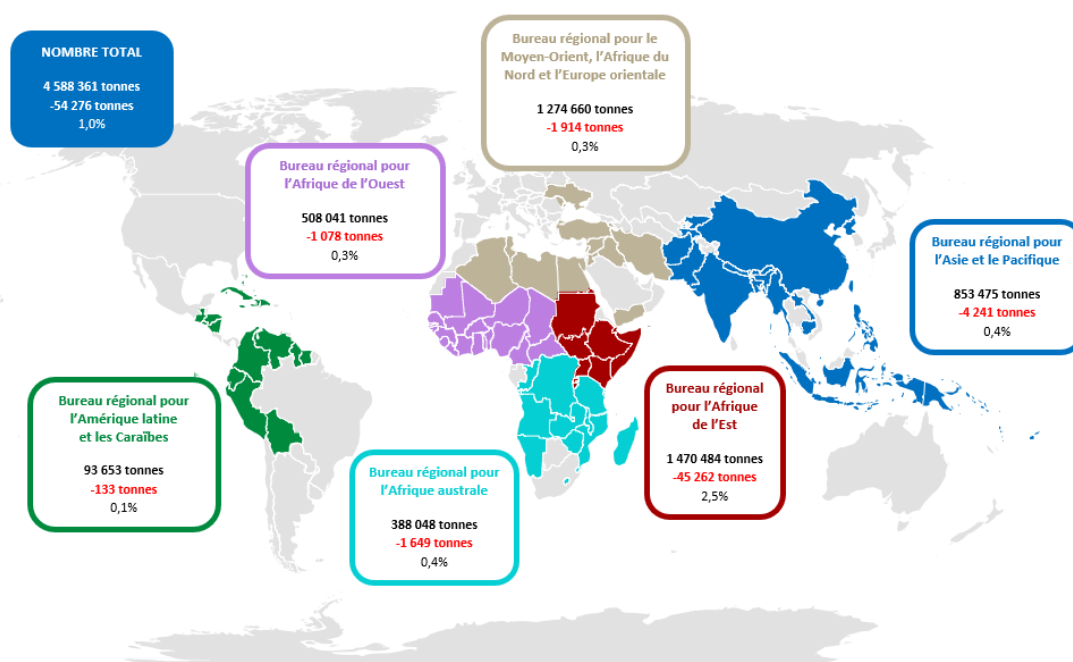 NOMBRE TOTAL
4 588 361 tonnes
-54 276 tonnes
1,0%
Bureau régional pour le
Moyen-Orient, l’Afrique du
Nord et l’Europe orientale
1 274 660 tonnes
-1 914 tonnes
0,3%
Bureau régional pour
l’Afrique de l’Ouest
508 041 tonnes
-1 078 tonnes
0,3%
Bureau régional pour
l’Asie et le Pacifique
853 475 tonnes
-4 241 tonnes
0,4%
Bureau régional pour
l’Amérique latine
et les Caraïbes
93 653 tonnes
-133 tonnes
0,1%
Bureau régional pour
l’Afrique australe
388 048 tonnes
-1 649 tonnes
0,4%
Bureau régional
pour l’Afrique
de l’Est
1 470 484 tonnes
-45 262 tonnes
2,5%